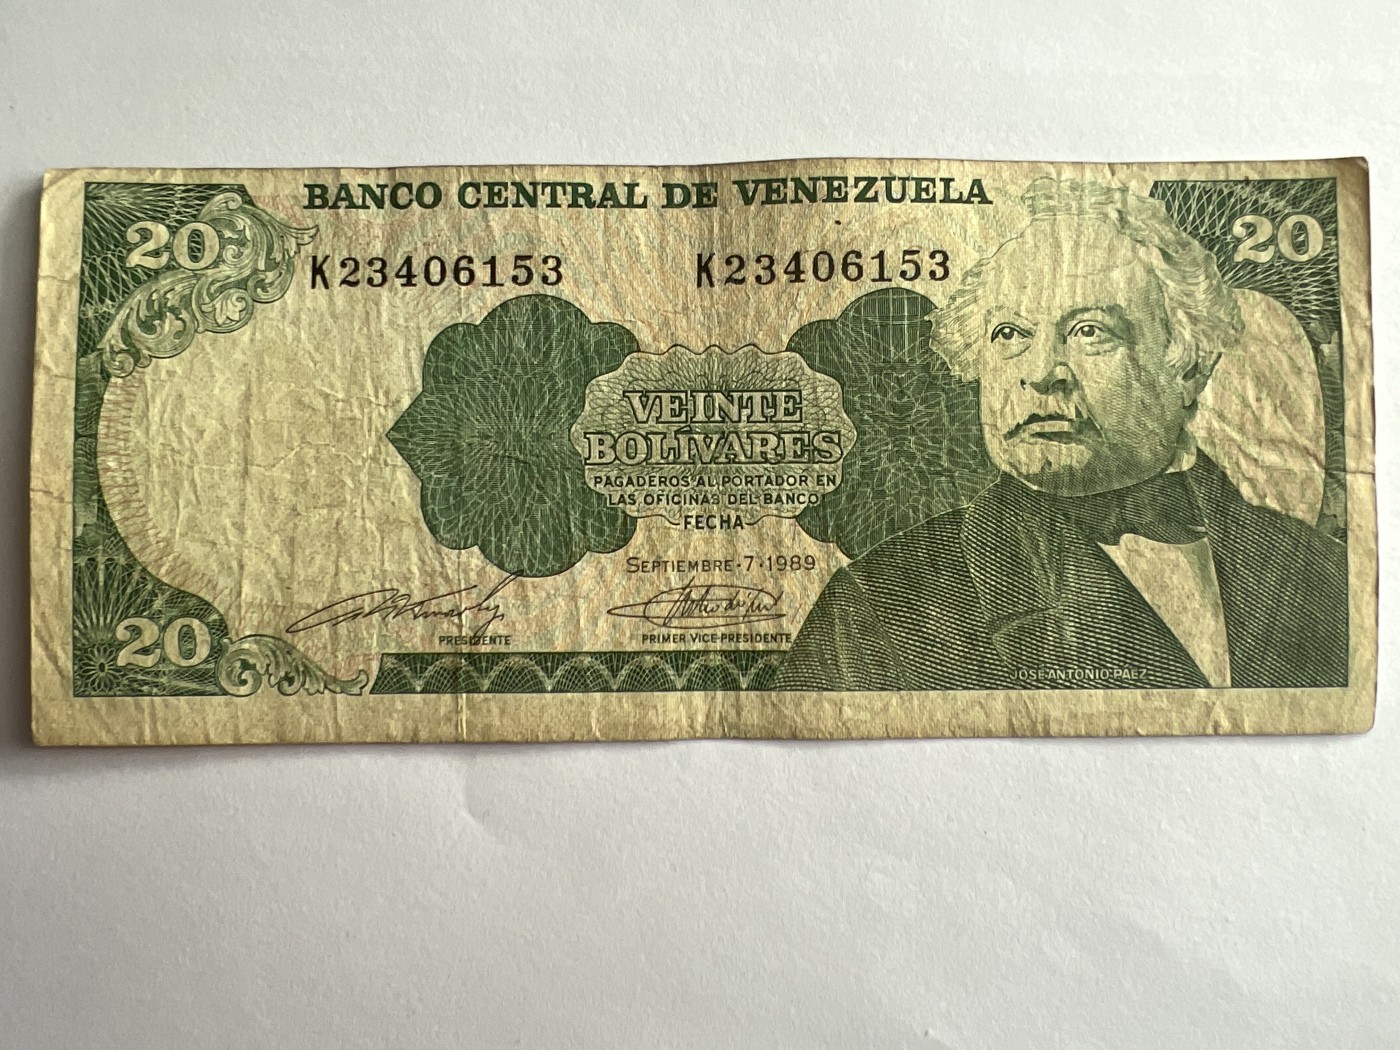 BANCO CENTRAL DE VENEZUELA
20
20
K23406153 K23406153
VEINTE
BOLÍVARES
PAGADEROS AL PORTADOR EN
LAS OFICINAS DEL BANCO
FECHA
SEPTIEMBRE·7·1989
PRESIDENTE
PRIMER VICE-PRESIDENTE
20
JOSE ANTONIO PAEZ